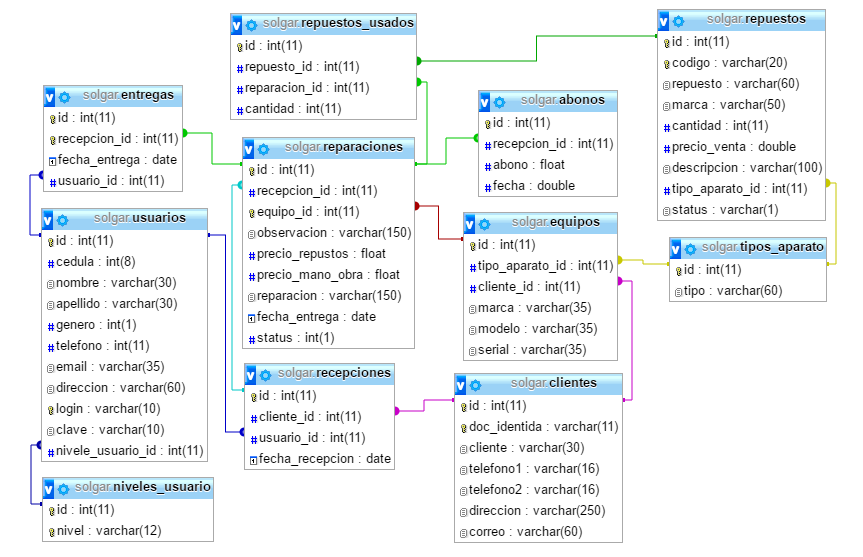 solgar.repuestos_usados
id : int(11)
repuesto_id : int(11)
reparacion_id : int(11)
cantidad : int(11)
solgar.repuestos
id : int(11)
codigo : varchar(20)
repuesto : varchar(60)
marca : varchar(50)
cantidad : int(11)
precio_venta : double
descripcion : varchar(100)
tipo_aparato_id : int(11)
status : varchar(1)
solgar.entregas
id : int(11)
recepcion_id : int(11)
fecha_entrega : date
usuario_id : int(11)
solgar.abonos
id : int(11)
recepcion_id : int(11)
abono : float
fecha : double
solgar.reparaciones
id : int(11)
recepcion_id : int(11)
equipo_id : int(11)
observacion : varchar(150)
precio_repustos : float
precio_mano_obra : float
reparacion : varchar(150)
fecha_entrega : date
status : int(1)
solgar.usuarios
id : int(11)
cedula : int(8)
nombre : varchar(30)
apellido : varchar(30)
genero : int(1)
telefono : int(11)
email : varchar(35)
direccion : varchar(60)
login : varchar(10)
clave : varchar(10)
nivele_usuario_id : int(11)
solgar.equipos
id : int(11)
tipo_aparato_id : int(11)
cliente_id : int(11)
marca : varchar(35)
modelo : varchar(35)
serial : varchar(35)
solgar.tipos_aparato
id : int(11)
tipo : varchar(60)
solgar.recepciones
id : int(11)
cliente_id : int(11)
usuario_id : int(11)
fecha_recepcion : date
solgar.clientes
id : int(11)
doc_identida : varchar(11)
cliente : varchar(30)
telefono1 : varchar(16)
telefono2 : varchar(16)
direccion : varchar(250)
correo : varchar(60)
solgar.niveles_usuario
id : int(11)
nivel : varchar(12)